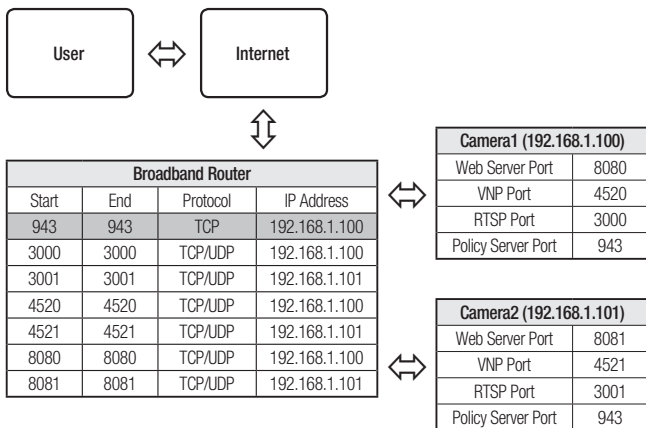 User
Internet
Broadband Router
Start End Protocol IP Address
943 943 TCP 192.168.1.100
3000 3000 TCP/UDP 192.168.1.100
3001 3001 TCP/UDP 192.168.1.101
4520 4520 TCP/UDP 192.168.1.100
4521 4521 TCP/UDP 192.168.1.101
8080 8080 TCP/UDP 192.168.1.100
8081 8081 TCP/UDP 192.168.1.101
Camera1 (192.168.1.100)
Web Server Port 8080
VNP Port 4520
RTSP Port 3000
Policy Server Port 943
Camera2 (192.168.1.101)
Web Server Port 8081
VNP Port 4521
RTSP Port 3001
Policy Server Port 943